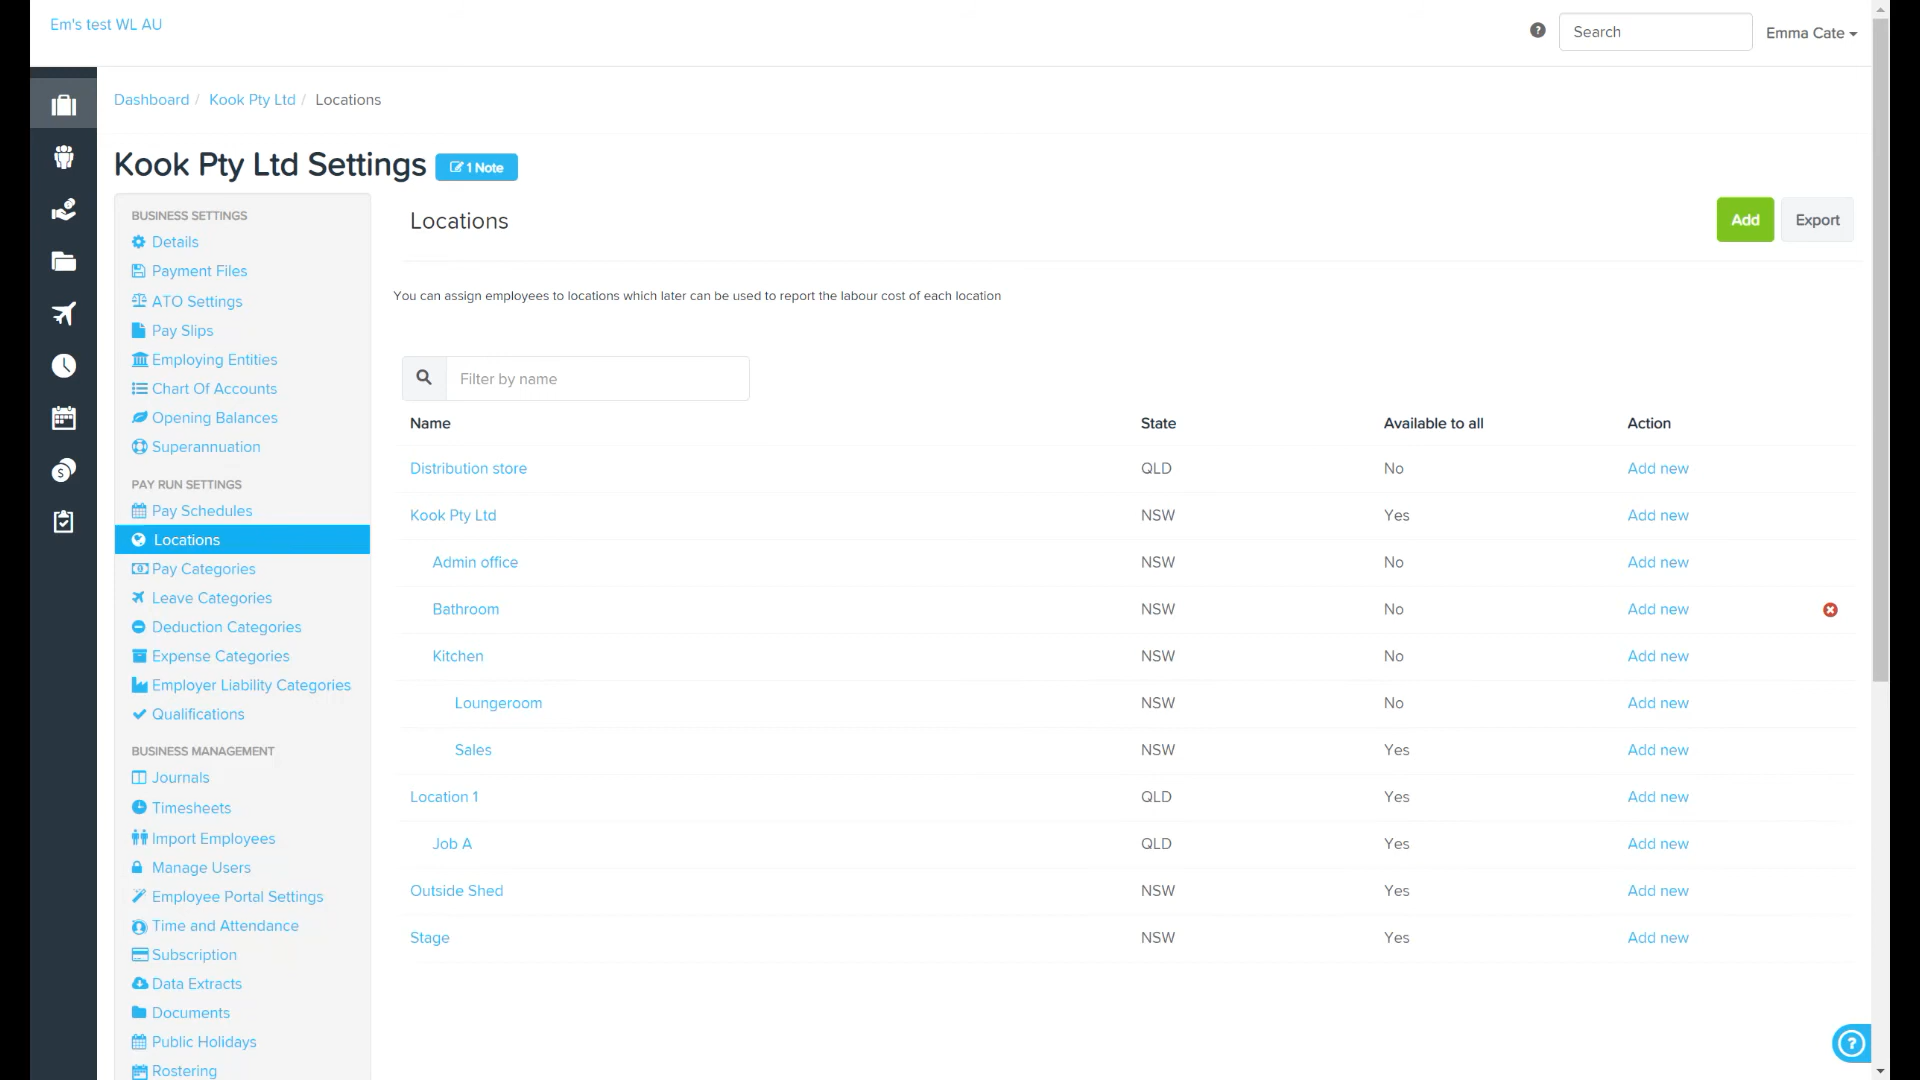 Em's test WL AU
Search
Emma Cate
Dashboard / Kook Pty Ltd / Locations
Kook Pty Ltd Settings
1 Note
BUSINESS SETTINGS
Details
Payment Files
ATO Settings
Pay Slips
Employing Entities
Chart Of Accounts
Opening Balances
Superannuation
PAY RUN SETTINGS
Pay Schedules
Locations
Pay Categories
Leave Categories
Deduction Categories
Expense Categories
Employer Liability Categories
Qualifications
BUSINESS MANAGEMENT
Journals
Timesheets
Import Employees
Manage Users
Employee Portal Settings
Time and Attendance
Subscription
Data Extracts
Documents
Public Holidays
Rostering
Locations
Add Export
You can assign employees to locations which later can be used to report the labour cost of each location
Filter by name
Name State Available to all Action
Distribution store QLD No Add new
Kook Pty Ltd NSW Yes Add new
Admin office NSW No Add new
Bathroom NSW No Add new
Kitchen NSW No Add new
Loungeroom NSW No Add new
Sales NSW Yes Add new
Location 1 QLD Yes Add new
Job A QLD Yes Add new
Outside Shed NSW Yes Add new
Stage NSW Yes Add new